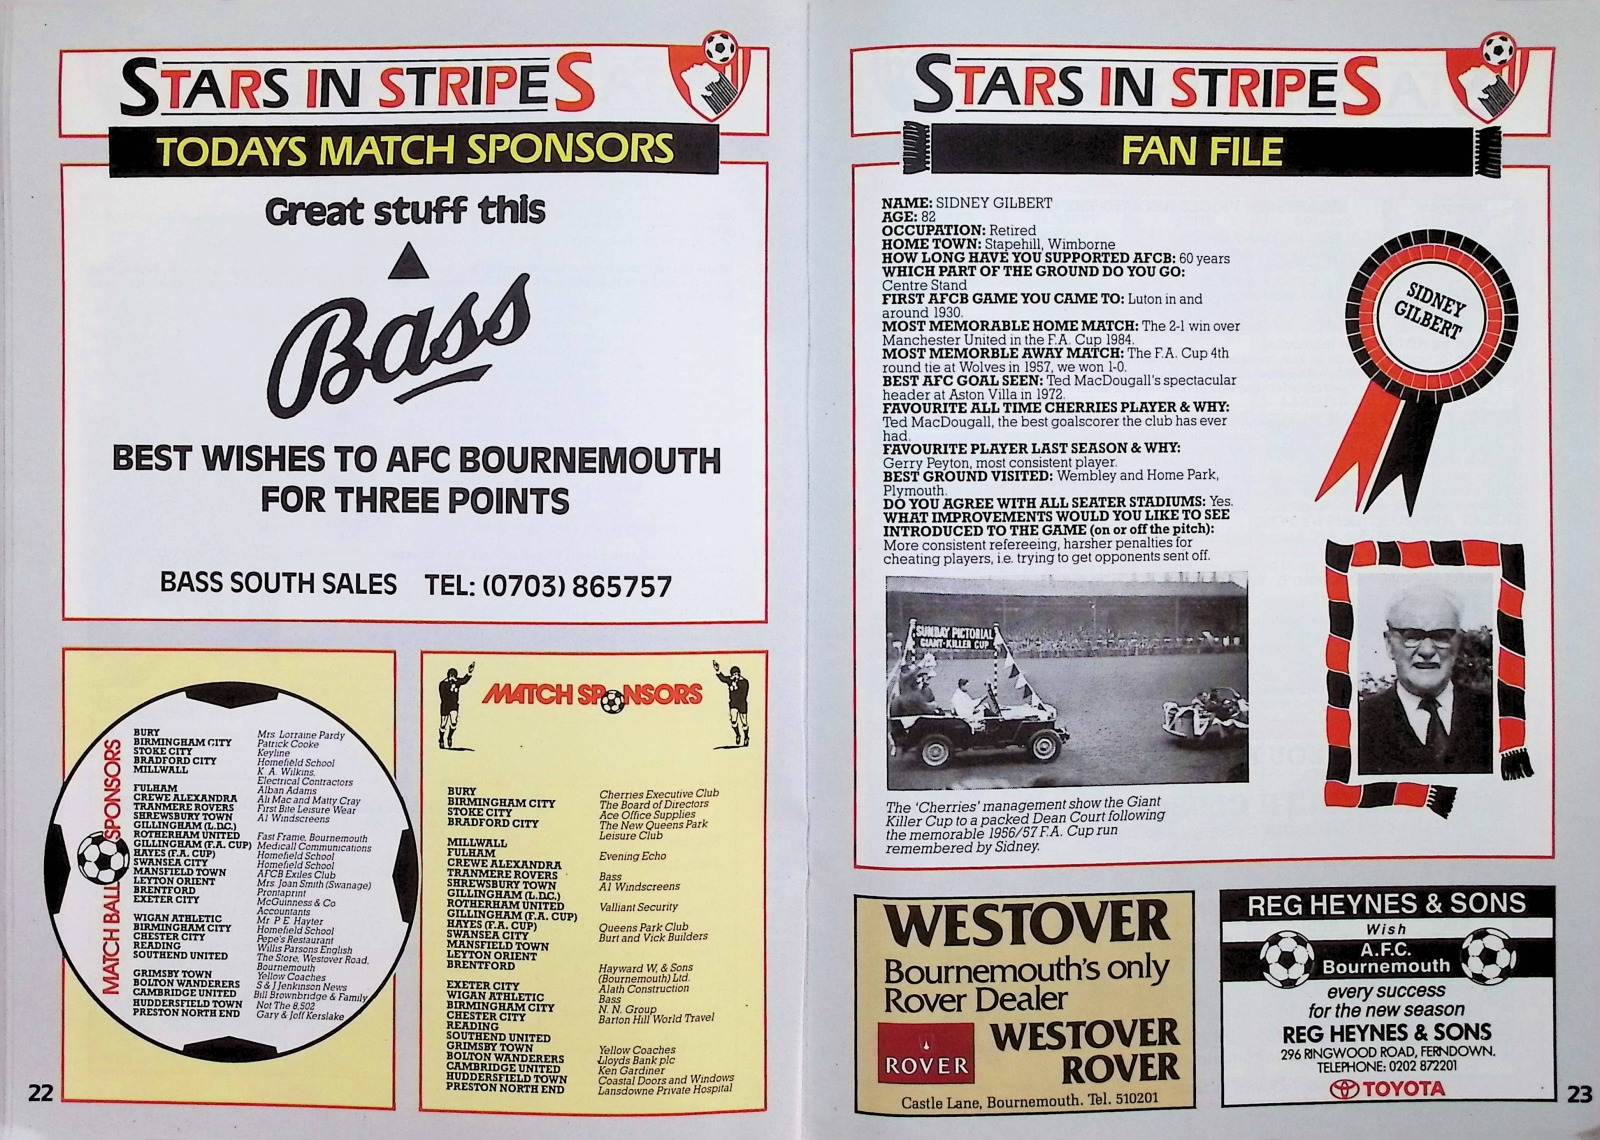 STARS IN STRIPES
TODAYS MATCH SPONSORS
Great stuff this
Bass
BEST WISHES TO AFC BOURNEMOUTH
FOR THREE POINTS
BASS SOUTH SALES TEL: (0703) 865757
MATCH BALL SPONSORS
BURY
BIRMINGHAM CITY
STOKE CITY
BRADFORD CITY
MILLWALL
FULHAM
CREWE ALEXANDRA
TRANMERE ROVERS
SHREWSBURY TOWN
GILLINGHAM (L.D.C.)
ROTHERHAM UNITED
GILLINGHAM (F.A. CUP)
HAYES (F.A. CUP)
SWANSEA CITY
MANSFIELD TOWN
LEYTON ORIENT
BRENTFORD
EXETER CITY
WIGAN ATHLETIC
BIRMINGHAM CITY
CHESTER CITY
READING
SOUTHEND UNITED
GRIMSBY TOWN
BOLTON WANDERERS
CAMBRIDGE UNITED
HUDDERSFIELD TOWN
PRESTON NORTH END
Mrs. Lorraine Pardy
Patrick Cooke
Keyline
Homefield School
K. A. Wilkins.
Electrical Contractors
Alban Adams
Ali Mac and Matty Cray
First Bite Leisure Wear
A1 Windscreens
Fast Frame, Bournemouth
Medicall Communications
Homefield School
Homefield School
AFCB Exiles Club
Mrs. Joan Smith (Swanage)
Prontaprint
McGuinness & Co
Accountants
Mr. P. E. Hayter
Homefield School
Pepe's Restaurant
Willis Parsons English
The Store, Westover Road,
Bournemouth
Yellow Coaches
S & J Jenkinson News
Bill Brownbridge & Family
Not The 8,502
Gary & Joff Kerslake
MATCH SPONSORS
BURY
BIRMINGHAM CITY
STOKE CITY
BRADFORD CITY
MILLWALL
FULHAM
CREWE ALEXANDRA
TRANMERE ROVERS
SHREWSBURY TOWN
GILLINGHAM (L.D.C.)
ROTHERHAM UNITED
GILLINGHAM (F.A. CUP)
HAYES (F.A. CUP)
SWANSEA CITY
MANSFIELD TOWN
LEYTON ORIENT
BRENTFORD
EXETER CITY
WIGAN ATHLETIC
BIRMINGHAM CITY
CHESTER CITY
READING
SOUTHEND UNITED
GRIMSBY TOWN
BOLTON WANDERERS
CAMBRIDGE UNITED
HUDDERSFIELD TOWN
PRESTON NORTH END
Cherries Executive Club
The Board of Directors
Ace Office Supplies
The New Queens Park
Leisure Club
Evening Echo
Bass
A1 Windscreens
Valliant Security
Queens Park Club
Burt and Vick Builders
Hayward W. & Sons
(Bournemouth) Ltd.
Alath Construction
Bass
N. N. Group
Barton Hill World Travel
Yellow Coaches
Lloyds Bank plc
Ken Gardiner
Coastal Doors and Windows
Lansdowne Private Hospital
22
STARS IN STRIPES
FAN FILE
NAME: SIDNEY GILBERT
AGE: 82
OCCUPATION: Retired
HOME TOWN: Stapehill, Wimborne
HOW LONG HAVE YOU SUPPORTED AFCB: 60 years
WHICH PART OF THE GROUND DO YOU GO:
Centre Stand
FIRST AFCB GAME YOU CAME TO: Luton in and
around 1930.
MOST MEMORABLE HOME MATCH: The 2-1 win over
Manchester United in the F.A. Cup 1984.
MOST MEMORBLE AWAY MATCH: The F.A. Cup 4th
round tie at Wolves in 1957, we won 1-0.
BEST AFC GOAL SEEN: Ted MacDougall's spectacular
header at Aston Villa in 1972.
FAVOURITE ALL TIME CHERRIES PLAYER & WHY:
Ted MacDougall, the best goalscorer the club has ever
had.
FAVOURITE PLAYER LAST SEASON & WHY:
Gerry Peyton, most consistent player.
BEST GROUND VISITED: Wembley and Home Park,
Plymouth.
DO YOU AGREE WITH ALL SEATER STADIUMS: Yes.
WHAT IMPROVEMENTS WOULD YOU LIKE TO SEE
INTRODUCED TO THE GAME (on or off the pitch):
More consistent refereeing, harsher penalties for
cheating players, i.e. trying to get opponents sent off.
SIDNEY
GILBERT
SUNDAY PICTORIAL
GIANT-KILLER CUP
The 'Cherries' management show the Giant
Killer Cup to a packed Dean Court following
the memorable 1956/57 F.A. Cup run
remembered by Sidney.
WESTOVER
Bournemouth's only
Rover Dealer
ROVER
WESTOVER
ROVER
Castle Lane, Bournemouth. Tel. 510201
REG HEYNES & SONS
Wish
A.F.C.
Bournemouth
every success
for the new season
REG HEYNES & SONS
296 RINGWOOD ROAD, FERNDOWN.
TELEPHONE: 0202 872201
TOYOTA
23